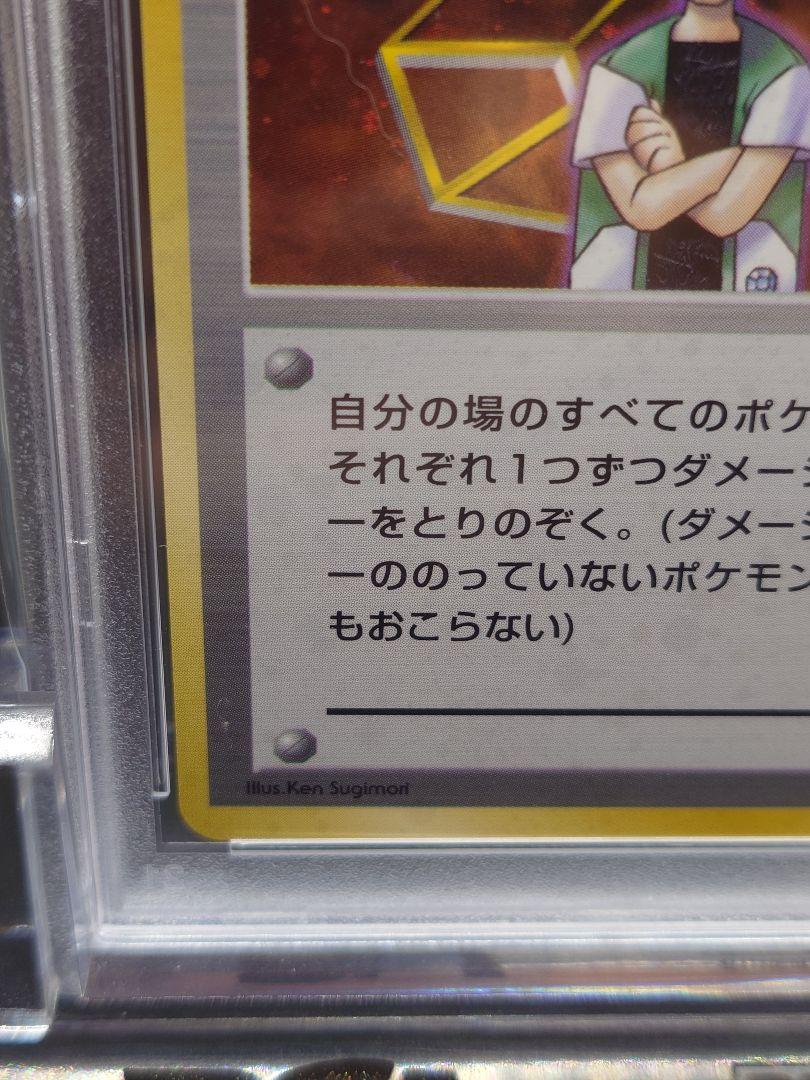 自分の場のすべてのポケ
それぞれ1つずつダメージ
ーをとりのぞく。(ダメージ
ーののっていないポケモン
もおこらない)
Illus.Ken Sugimori